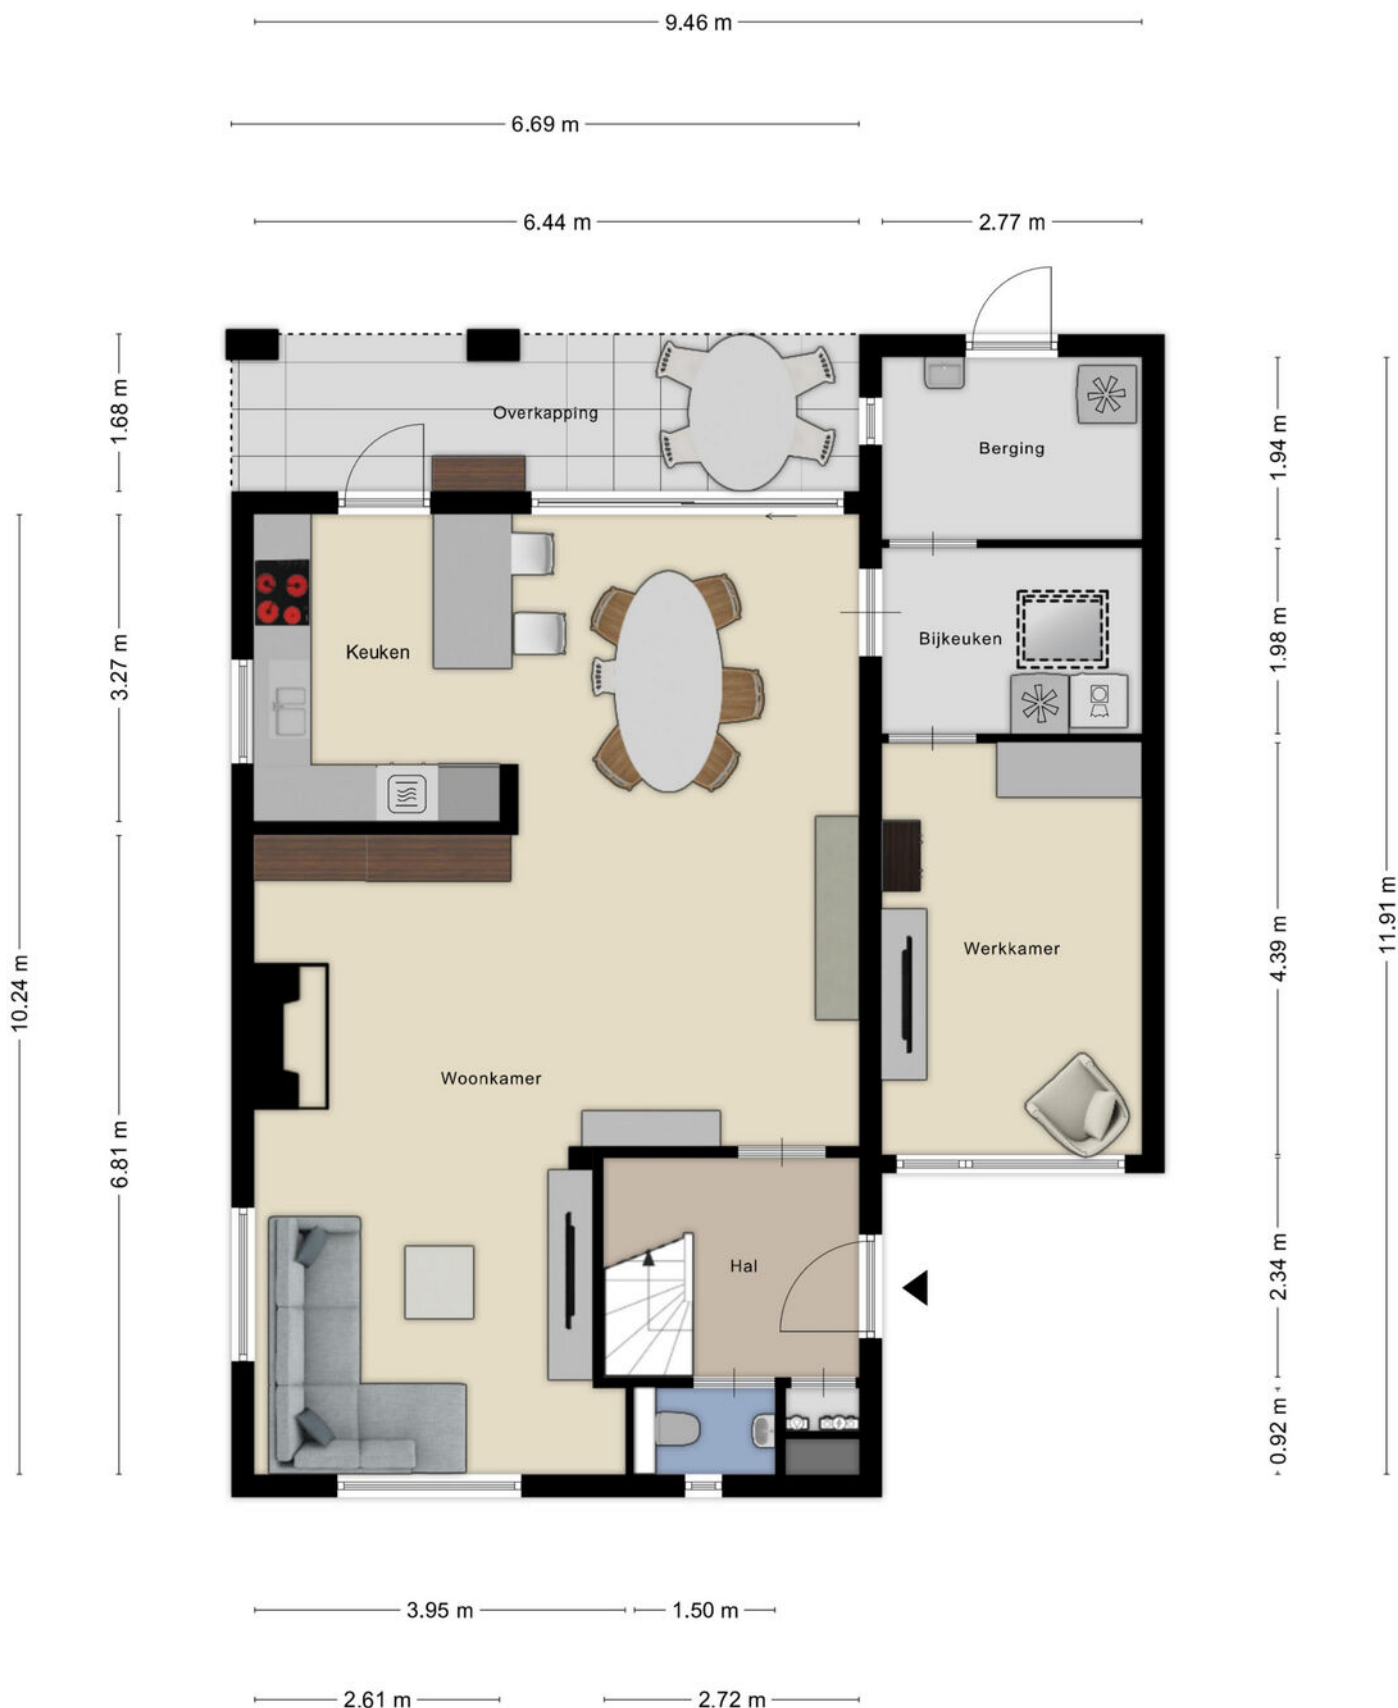 9.46 m
6.69 m
6.44 m
2.77 m
1.68 m
Overkapping
Berging
1.94 m
3.27 m
Keuken
Bijkeuken
1.98 m
10.24 m
6.81 m
Woonkamer
Werkkamer
4.39 m
11.91 m
Hal
2.34 m
0.92 m
3.95 m
1.50 m
2.61 m
2.72 m